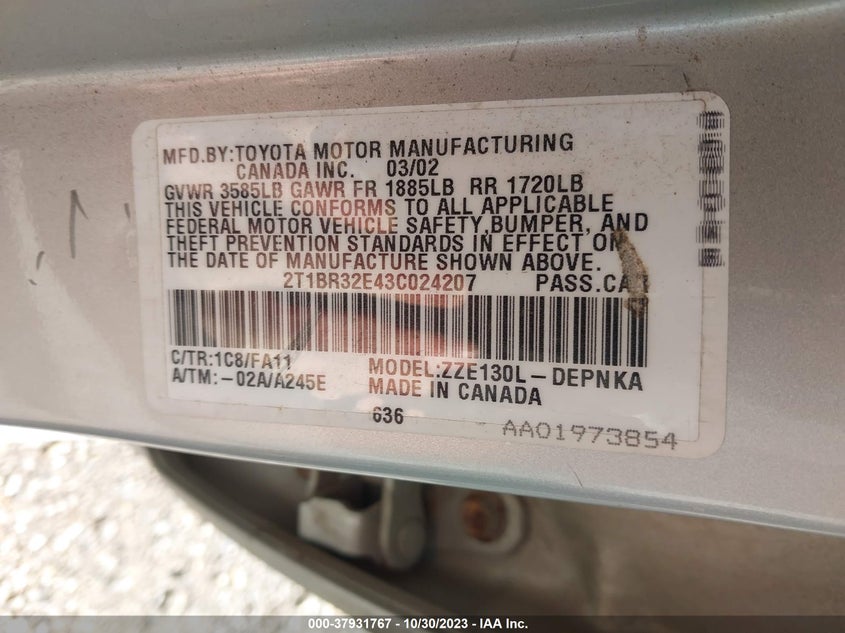 MFD.BY:TOYOTA MOTOR MANUFACTURING
CANADA INC. 03/02
GVWR 3585LB GAWR FR 1885LB RR 1720LB
THIS VEHICLE CONFORMS TO ALL APPLICABLE
FEDERAL MOTOR VEHICLE SAFETY,BUMPER, AND
THEFT PREVENTION STANDARDS IN EFFECT ON
THE DATE OF MANUFACTURE SHOWN ABOVE.
2T1BR32E43C024207 PASS.CAR
C/TR:1C8/FA11 MODEL:ZZE130L-DEPNKA
A/TM:-02A/A245E MADE IN CANADA
636
AA01973854
000-37931767 - 10/30/2023 - IAA Inc.